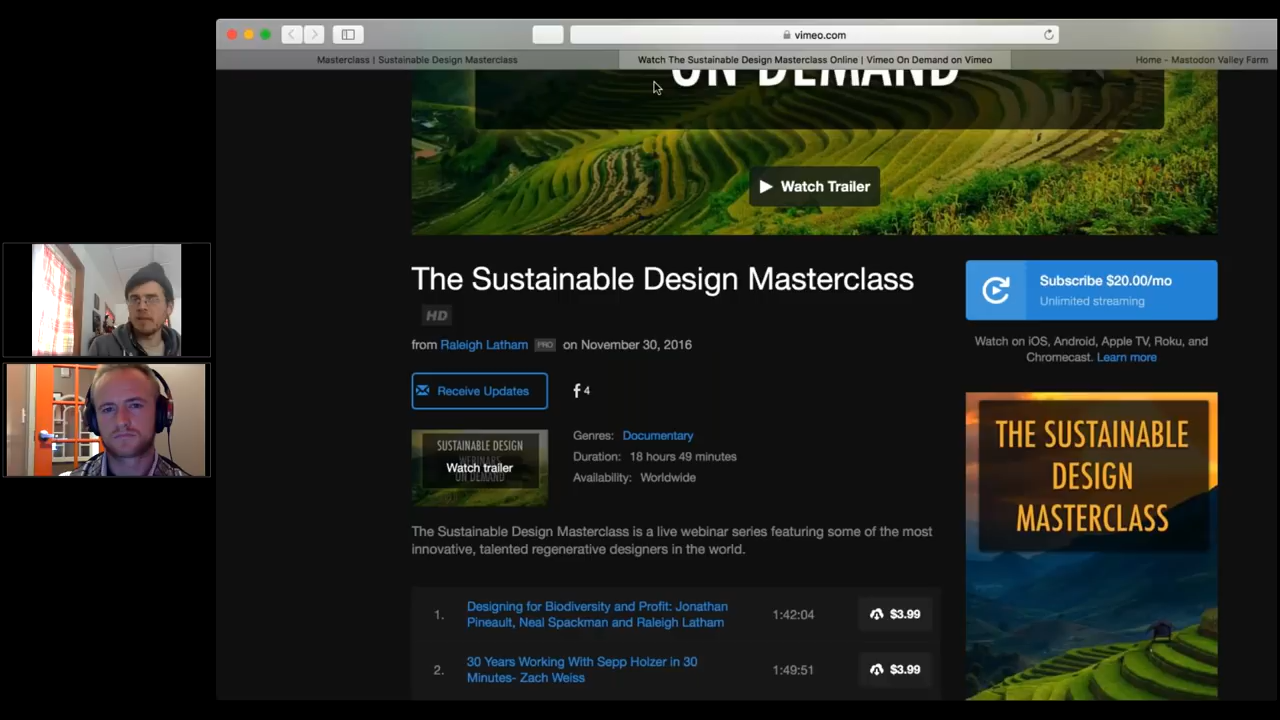 vimeo.com
Masterclass | Sustainable Design Masterclass
Watch The Sustainable Design Masterclass Online | Vimeo On Demand on Vimeo
Home - Mastodon Valley Farm
ON DEMAND
Watch Trailer
The Sustainable Design Masterclass
HD
from Raleigh Latham PRO on November 30, 2016
Receive Updates
4
SUSTAINABLE DESIGN
WEBINARS
Watch trailer
ON DEMAND
Genres: Documentary
Duration: 18 hours 49 minutes
Availability: Worldwide
The Sustainable Design Masterclass is a live webinar series featuring some of the most
innovative, talented regenerative designers in the world.
1. Designing for Biodiversity and Profit: Jonathan
Pineault, Neal Spackman and Raleigh Latham
1:42:04
$3.99
2. 30 Years Working With Sepp Holzer in 30
Minutes- Zach Weiss
1:49:51
$3.99
Subscribe $20.00/mo
Unlimited streaming
Watch on iOS, Android, Apple TV, Roku, and
Chromecast. Learn more
THE SUSTAINABLE
DESIGN
MASTERCLASS